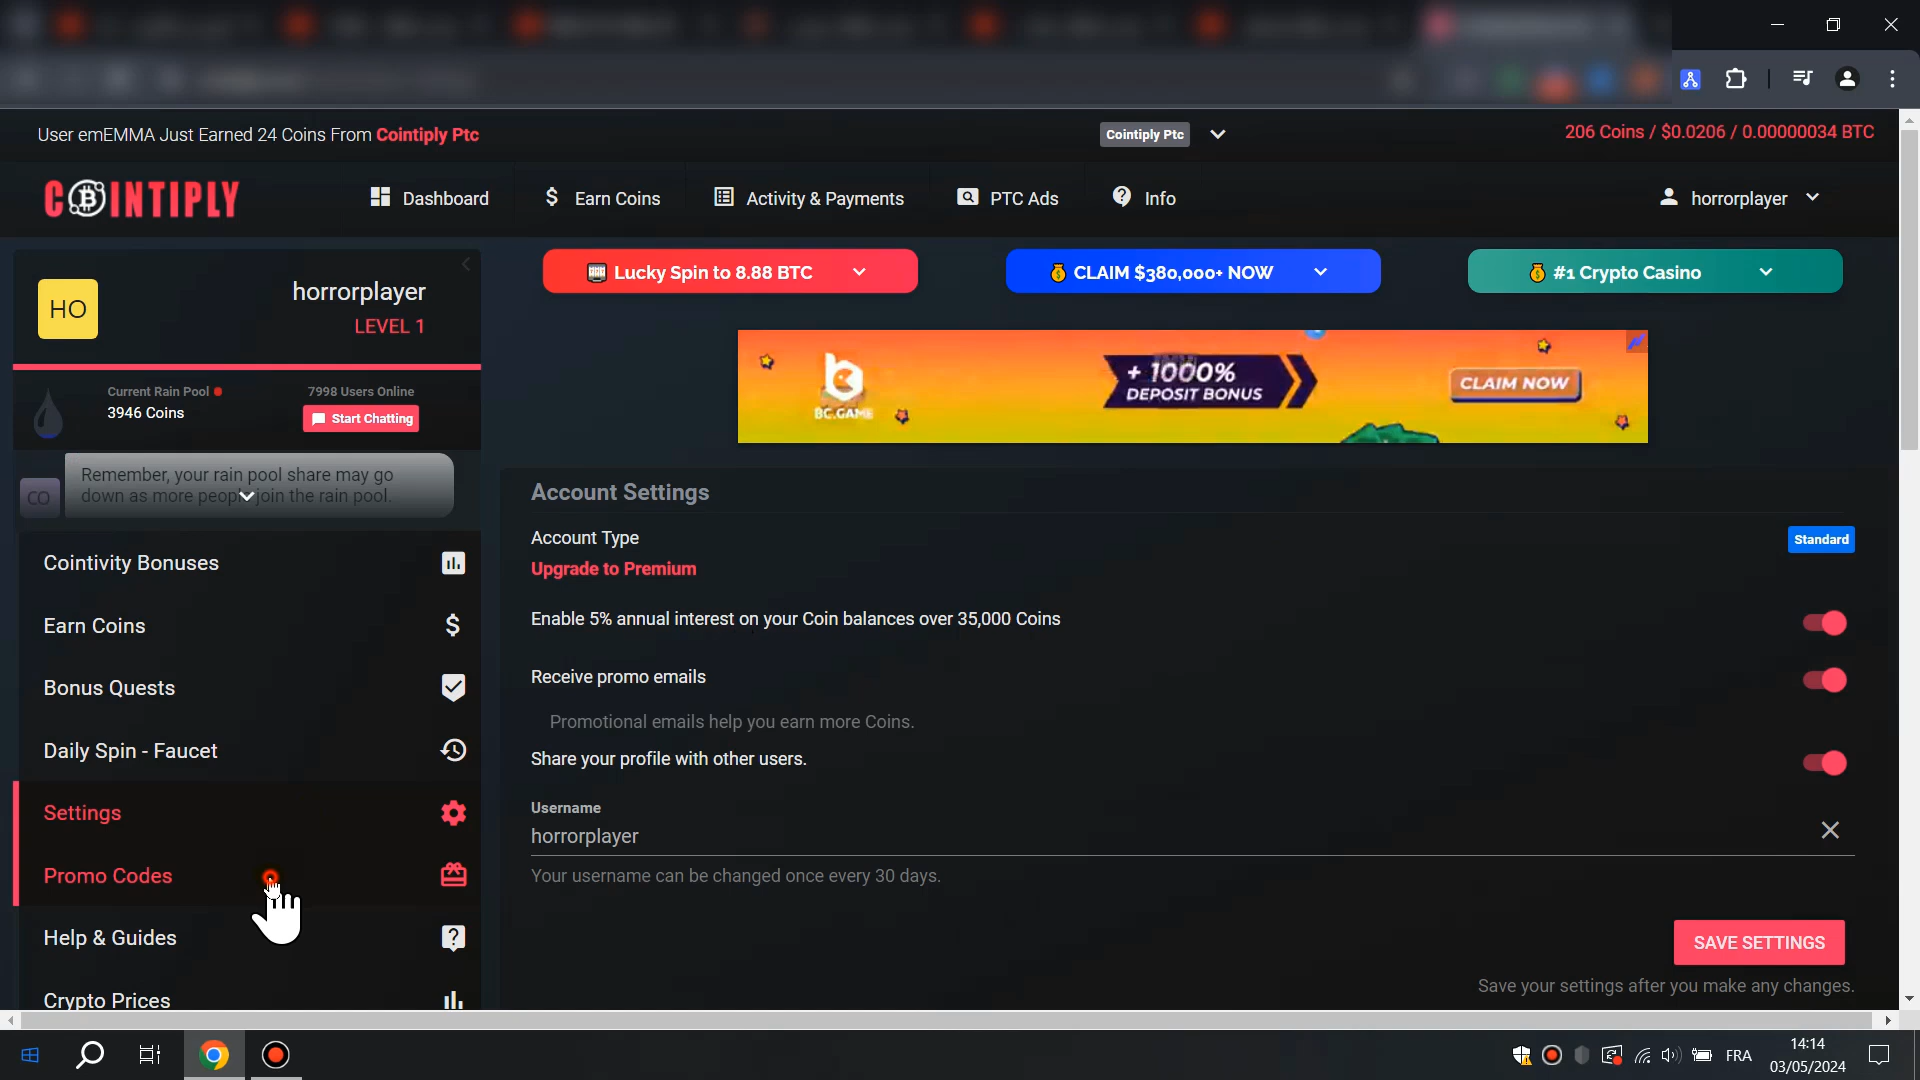 User emEMMA Just Earned 24 Coins From Cointiply Ptc
Cointiply Ptc
206 Coins / $0.0206 / 0.00000034 BTC
COINTIPLY
Dashboard
Earn Coins
Activity & Payments
PTC Ads
Info
horrorplayer
HO
horrorplayer
LEVEL 1
Current Rain Pool
3946 Coins
7998 Users Online
Start Chatting
CO
Remember, your rain pool share may go
down as more people join the rain pool.
Cointivity Bonuses
Earn Coins
Bonus Quests
Daily Spin - Faucet
Settings
Promo Codes
Help & Guides
Crypto Prices
Lucky Spin to 8.88 BTC
CLAIM $380,000+ NOW
#1 Crypto Casino
BC.GAME
+ 1000%
DEPOSIT BONUS
CLAIM NOW
Account Settings
Account Type
Standard
Upgrade to Premium
Enable 5% annual interest on your Coin balances over 35,000 Coins
Receive promo emails
Promotional emails help you earn more Coins.
Share your profile with other users.
Username
horrorplayer
Your username can be changed once every 30 days.
SAVE SETTINGS
Save your settings after you make any changes.
FRA
14:14
03/05/2024